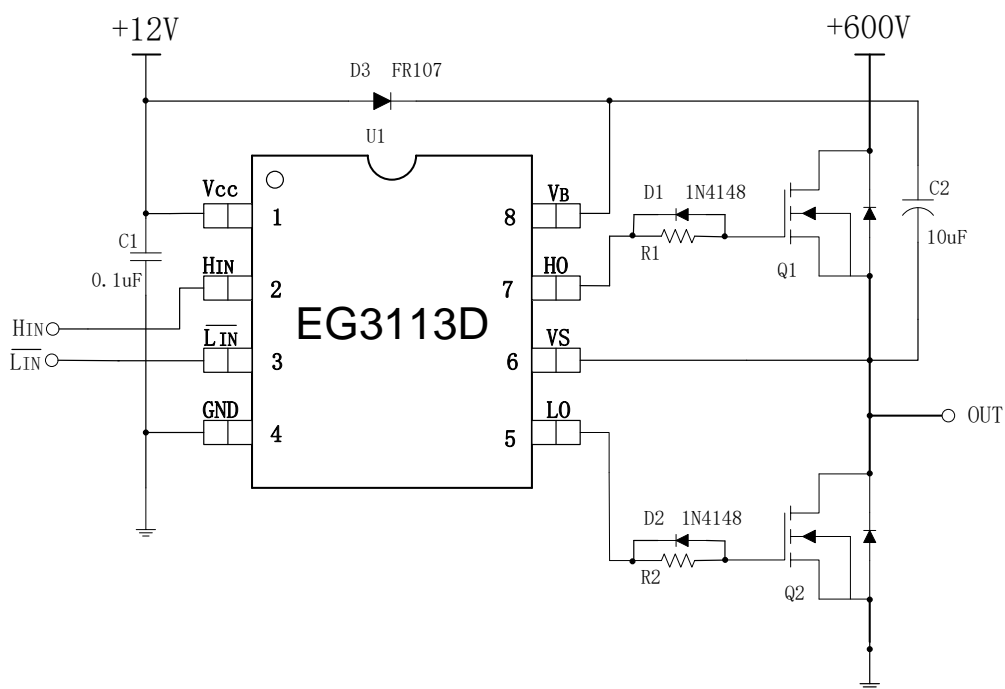 +12V
+600V
D3 FR107
U1
Vcc
1
VB
8
D1 1N4148
C2
C1
R1
10uF
0.1uF
HIN
2
HO
7
Q1
EG3113D
HIN
LIN
LIN
3
VS
6
GND
4
LO
5
OUT
D2 1N4148
R2
Q2